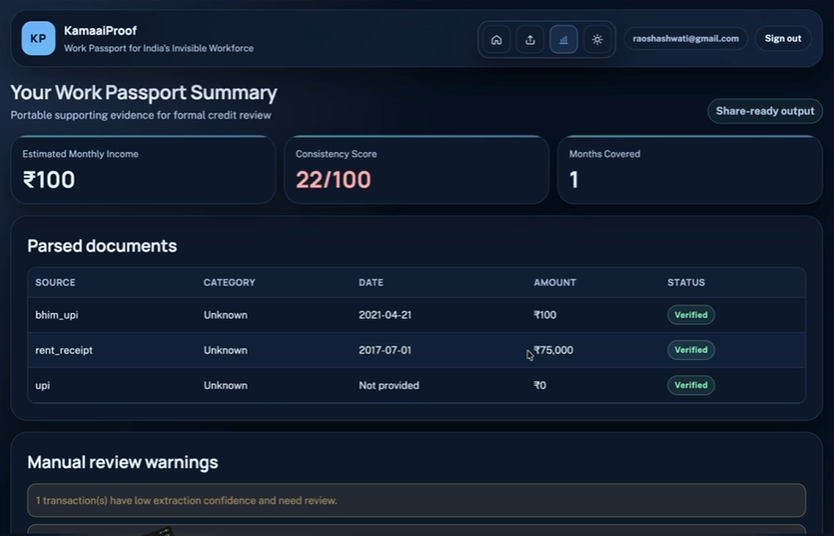 KP
KamaaiProof
Work Passport for India's Invisible Workforce
raoshashwati@gmail.com
Sign out
Your Work Passport Summary
Portable supporting evidence for formal credit review
Share-ready output
Estimated Monthly Income
₹100
Consistency Score
22/100
Months Covered
1
Parsed documents
SOURCE CATEGORY DATE AMOUNT STATUS
bhim_upi Unknown 2021-04-21 ₹100 Verified
rent_receipt Unknown 2017-07-01 ₹75,000 Verified
upi Unknown Not provided ₹0 Verified
Manual review warnings
1 transaction(s) have low extraction confidence and need review.